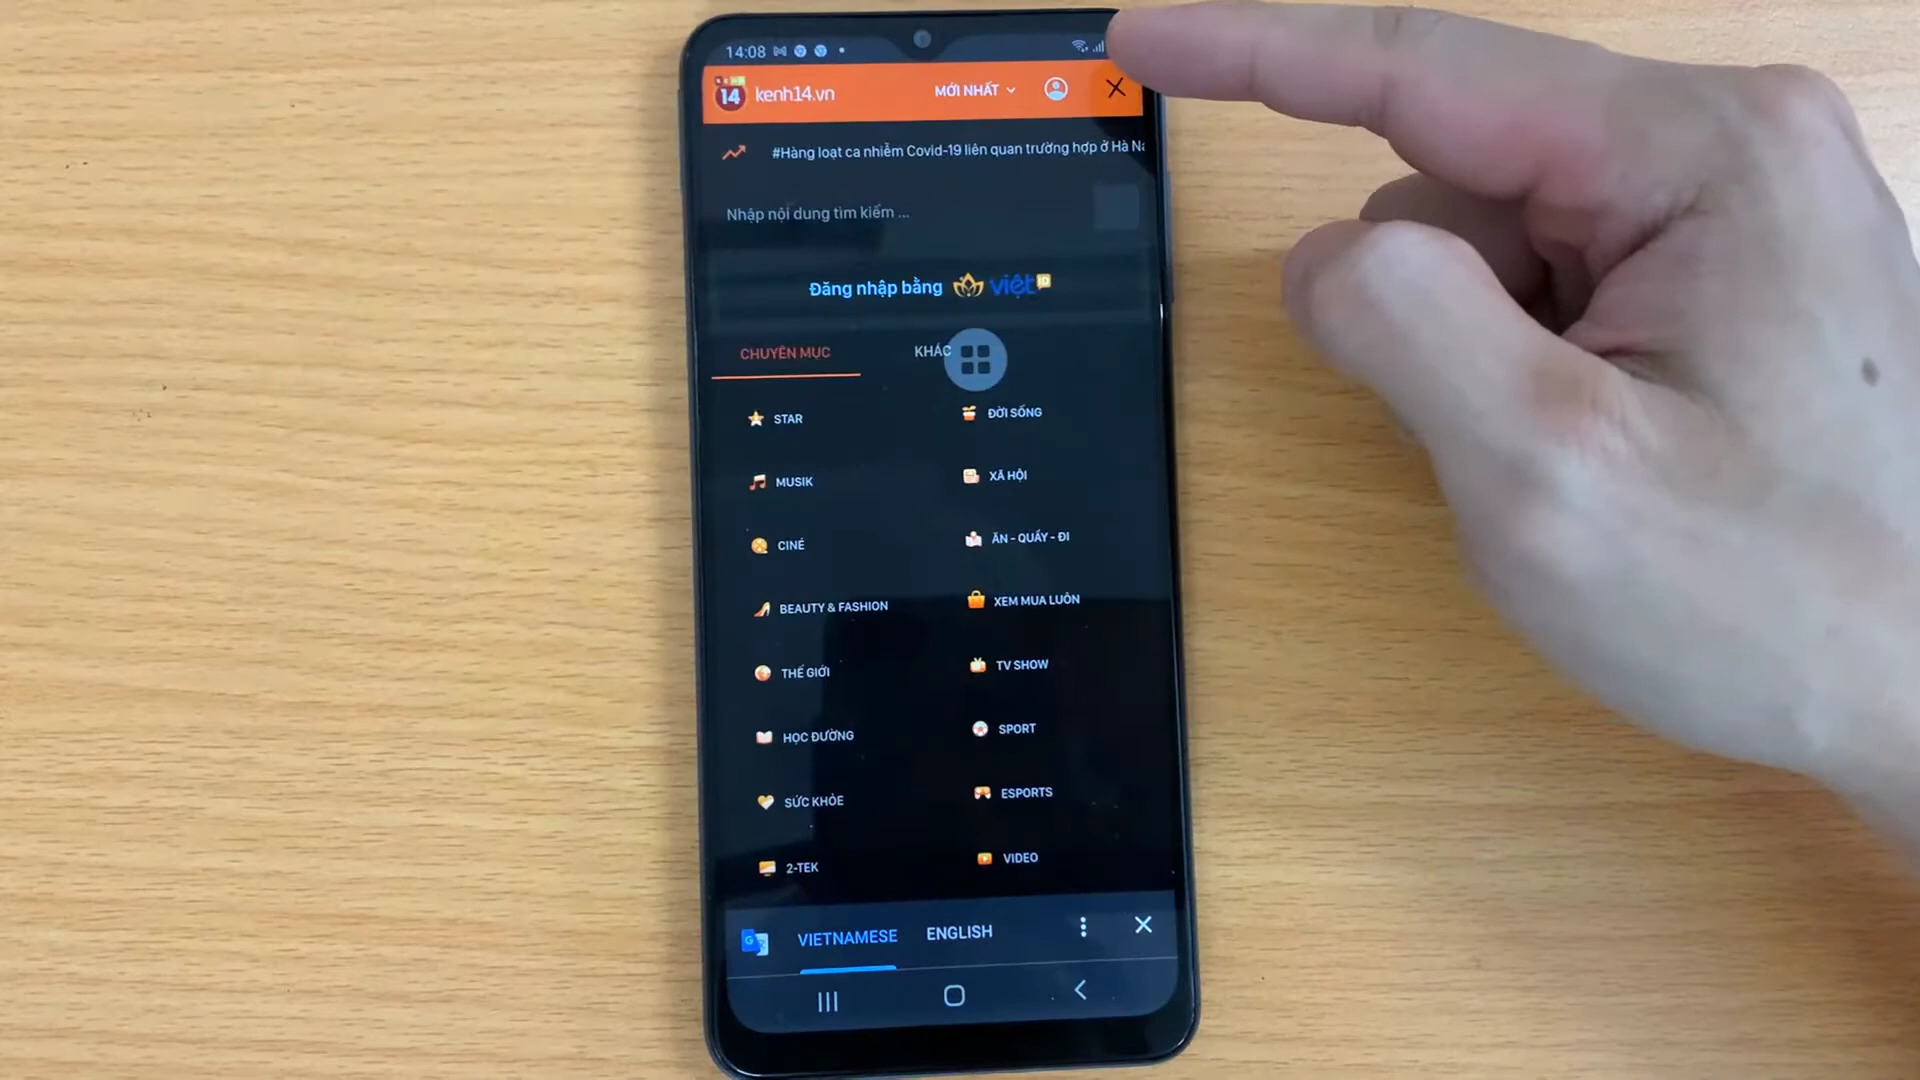 14:08
14 kenh14.vn MỚI NHẤT
#Hàng loạt ca nhiễm Covid-19 liên quan trường hợp ở Hà
Nhập nội dung tìm kiếm ...
Đăng nhập bằng việt ID
CHUYÊN MỤC KHÁC
STAR ĐỜI SỐNG
MUSIK XÃ HỘI
CINÉ ĂN - QUẨY - ĐI
BEAUTY & FASHION XEM MUA LUÔN
THẾ GIỚI TV SHOW
HỌC ĐƯỜNG SPORT
SỨC KHỎE ESPORTS
2-TEK VIDEO
VIETNAMESE ENGLISH